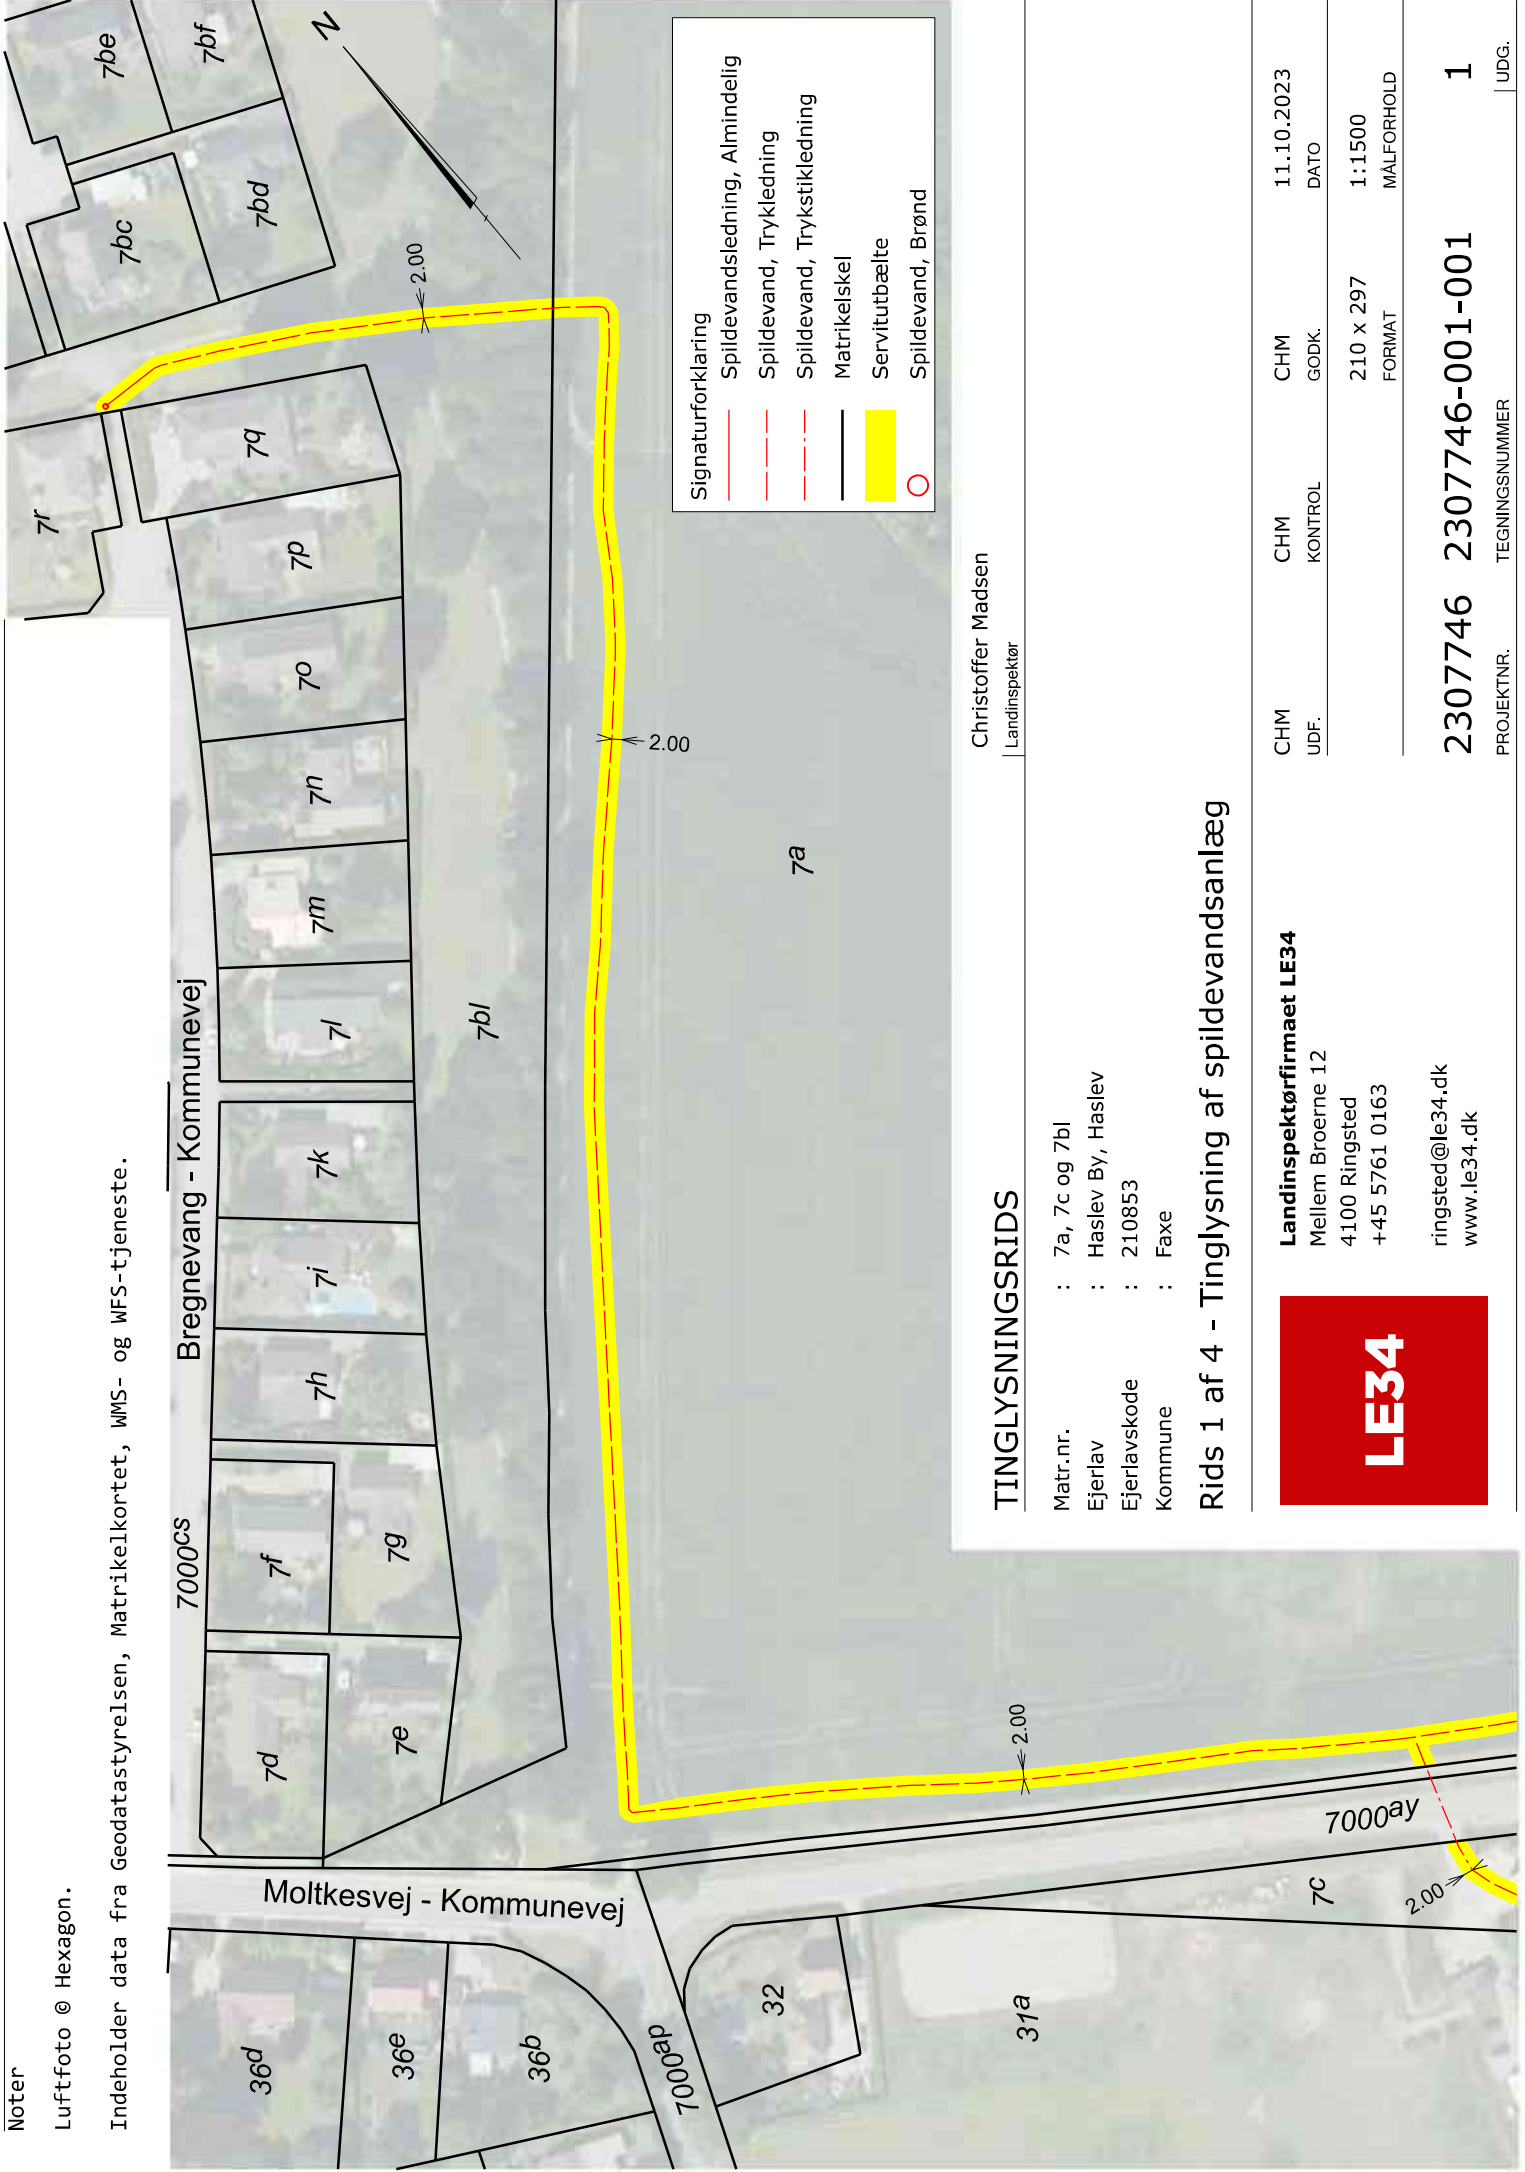 Noter
Luftfoto © Hexagon.
Indeholder data fra Geodatastyrelsen, Matrikelkortet, WMS- og WFS-tjeneste.
7000cs
Bregnevang - Kommunevej
Moltkesvej - Kommunevej
36d
36e
36b
7000ap
32
31a
7c
7000ay
2.00
2.00
7d
7e
7f
7g
7h
7i
7k
7l
7m
7n
7o
7p
7q
7r
7bc
7bd
7be
7bf
7bl
7a
2.00
2.00
N
Signaturforklaring
Spildevandsledning, Almindelig
Spildevand, Trykledning
Spildevand, Trykstikledning
Matrikelskel
Servitutbælte
Spildevand, Brønd
TINGLYSNINGSRIDS
Christoffer Madsen
Landinspektør
Matr.nr. : 7a, 7c og 7bl
Ejerlav : Haslev By, Haslev
Ejerlavskode : 210853
Kommune : Faxe
Rids 1 af 4 - Tinglysning af spildevandsanlæg
LE34
Landinspektørfirmaet LE34
Mellem Broerne 12
4100 Ringsted
+45 5761 0163
ringsted@le34.dk
www.le34.dk
CHM CHM CHM 11.10.2023
UDF. KONTROL GODK. DATO
210 x 297 1:1500
FORMAT MÅLFORHOLD
2307746 2307746-001-001 1
PROJEKTNR. TEGNINGSNUMMER UDG.